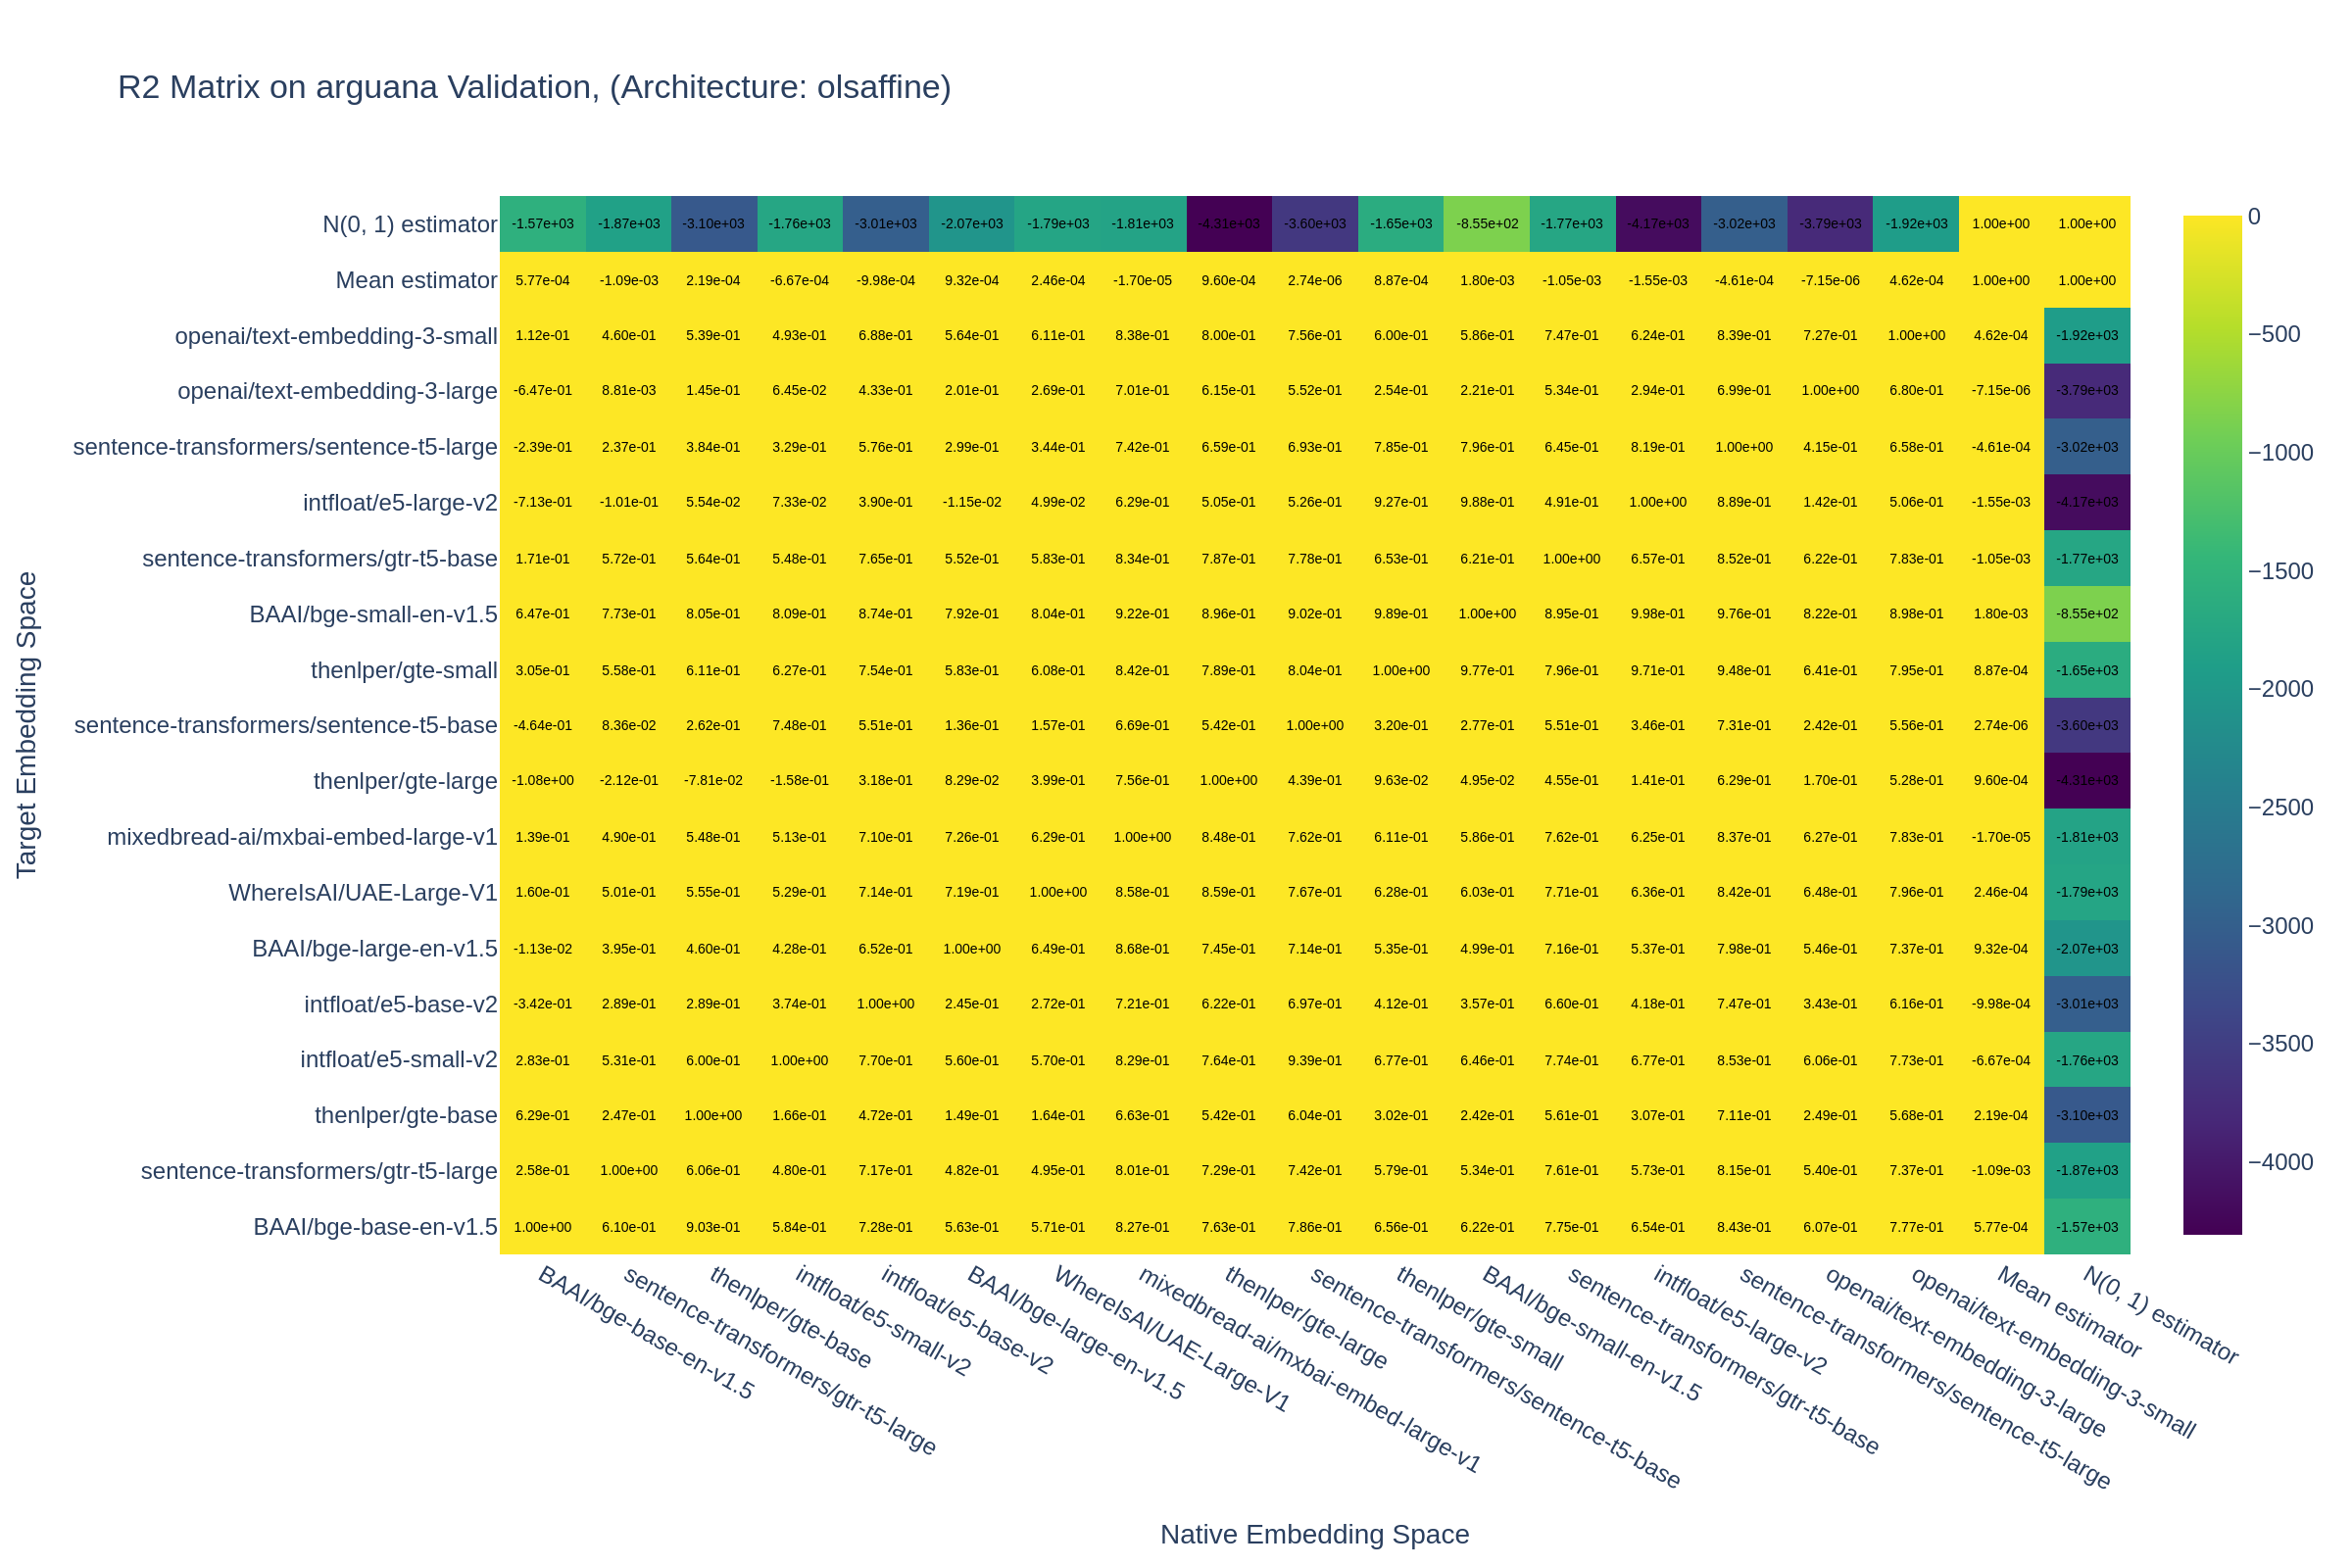 R2 Matrix on arguana Validation, (Architecture: olsaffine)
N(0, 1) estimator -1.57e+03 -1.87e+03 -3.10e+03 -1.76e+03 -3.01e+03 -2.07e+03 -1.79e+03 -1.81e+03 -4.31e+03 -3.60e+03 -1.65e+03 -8.55e+02 -1.77e+03 -4.17e+03 -3.02e+03 -3.79e+03 -1.92e+03 1.00e+00 1.00e+00
Mean estimator 5.77e-04 -1.09e-03 2.19e-04 -6.67e-04 -9.98e-04 9.32e-04 2.46e-04 -1.70e-05 9.60e-04 2.74e-06 8.87e-04 1.80e-03 -1.05e-03 -1.55e-03 -4.61e-04 -7.15e-06 4.62e-04 1.00e+00 1.00e+00
openai/text-embedding-3-small 1.12e-01 4.60e-01 5.39e-01 4.93e-01 6.88e-01 5.64e-01 6.11e-01 8.38e-01 8.00e-01 7.56e-01 6.00e-01 5.86e-01 7.47e-01 6.24e-01 8.39e-01 7.27e-01 1.00e+00 4.62e-04 -1.92e+03
openai/text-embedding-3-large -6.47e-01 8.81e-03 1.45e-01 6.45e-02 4.33e-01 2.01e-01 2.69e-01 7.01e-01 6.15e-01 5.52e-01 2.54e-01 2.21e-01 5.34e-01 2.94e-01 6.99e-01 1.00e+00 6.80e-01 -7.15e-06 -3.79e+03
sentence-transformers/sentence-t5-large -2.39e-01 2.37e-01 3.84e-01 3.29e-01 5.76e-01 2.99e-01 3.44e-01 7.42e-01 6.59e-01 6.93e-01 7.85e-01 7.96e-01 6.45e-01 8.19e-01 1.00e+00 4.15e-01 6.58e-01 -4.61e-04 -3.02e+03
intfloat/e5-large-v2 -7.13e-01 -1.01e-01 5.54e-02 7.33e-02 3.90e-01 -1.15e-02 4.99e-02 6.29e-01 5.05e-01 5.26e-01 9.27e-01 9.88e-01 4.91e-01 1.00e+00 8.89e-01 1.42e-01 5.06e-01 -1.55e-03 -4.17e+03
sentence-transformers/gtr-t5-base 1.71e-01 5.72e-01 5.64e-01 5.48e-01 7.65e-01 5.52e-01 5.83e-01 8.34e-01 7.87e-01 7.78e-01 6.53e-01 6.21e-01 1.00e+00 6.57e-01 8.52e-01 6.22e-01 7.83e-01 -1.05e-03 -1.77e+03
BAAI/bge-small-en-v1.5 6.47e-01 7.73e-01 8.05e-01 8.09e-01 8.74e-01 7.92e-01 8.04e-01 9.22e-01 8.96e-01 9.02e-01 9.89e-01 1.00e+00 8.95e-01 9.98e-01 9.76e-01 8.22e-01 8.98e-01 1.80e-03 -8.55e+02
thenlper/gte-small 3.05e-01 5.58e-01 6.11e-01 6.27e-01 7.54e-01 5.83e-01 6.08e-01 8.42e-01 7.89e-01 8.04e-01 1.00e+00 9.77e-01 7.96e-01 9.71e-01 9.48e-01 6.41e-01 7.95e-01 8.87e-04 -1.65e+03
sentence-transformers/sentence-t5-base -4.64e-01 8.36e-02 2.62e-01 7.48e-01 5.51e-01 1.36e-01 1.57e-01 6.69e-01 5.42e-01 1.00e+00 3.20e-01 2.77e-01 5.51e-01 3.46e-01 7.31e-01 2.42e-01 5.56e-01 2.74e-06 -3.60e+03
thenlper/gte-large -1.08e+00 -2.12e-01 -7.81e-02 -1.58e-01 3.18e-01 8.29e-02 3.99e-01 7.56e-01 1.00e+00 4.39e-01 9.63e-02 4.95e-02 4.55e-01 1.41e-01 6.29e-01 1.70e-01 5.28e-01 9.60e-04 -4.31e+03
mixedbread-ai/mxbai-embed-large-v1 1.39e-01 4.90e-01 5.48e-01 5.13e-01 7.10e-01 7.26e-01 6.29e-01 1.00e+00 8.48e-01 7.62e-01 6.11e-01 5.86e-01 7.62e-01 6.25e-01 8.37e-01 6.27e-01 7.83e-01 -1.70e-05 -1.81e+03
WhereIsAI/UAE-Large-V1 1.60e-01 5.01e-01 5.55e-01 5.29e-01 7.14e-01 7.19e-01 1.00e+00 8.58e-01 8.59e-01 7.67e-01 6.28e-01 6.03e-01 7.71e-01 6.36e-01 8.42e-01 6.48e-01 7.96e-01 2.46e-04 -1.79e+03
BAAI/bge-large-en-v1.5 -1.13e-02 3.95e-01 4.60e-01 4.28e-01 6.52e-01 1.00e+00 6.49e-01 8.68e-01 7.45e-01 7.14e-01 5.35e-01 4.99e-01 7.16e-01 5.37e-01 7.98e-01 5.46e-01 7.37e-01 9.32e-04 -2.07e+03
intfloat/e5-base-v2 -3.42e-01 2.89e-01 2.89e-01 3.74e-01 1.00e+00 2.45e-01 2.72e-01 7.21e-01 6.22e-01 6.97e-01 4.12e-01 3.57e-01 6.60e-01 4.18e-01 7.47e-01 3.43e-01 6.16e-01 -9.98e-04 -3.01e+03
intfloat/e5-small-v2 2.83e-01 5.31e-01 6.00e-01 1.00e+00 7.70e-01 5.60e-01 5.70e-01 8.29e-01 7.64e-01 9.39e-01 6.77e-01 6.46e-01 7.74e-01 6.77e-01 8.53e-01 6.06e-01 7.73e-01 -6.67e-04 -1.76e+03
thenlper/gte-base 6.29e-01 2.47e-01 1.00e+00 1.66e-01 4.72e-01 1.49e-01 1.64e-01 6.63e-01 5.42e-01 6.04e-01 3.02e-01 2.42e-01 5.61e-01 3.07e-01 7.11e-01 2.49e-01 5.68e-01 2.19e-04 -3.10e+03
sentence-transformers/gtr-t5-large 2.58e-01 1.00e+00 6.06e-01 4.80e-01 7.17e-01 4.82e-01 4.95e-01 8.01e-01 7.29e-01 7.42e-01 5.79e-01 5.34e-01 7.61e-01 5.73e-01 8.15e-01 5.40e-01 7.37e-01 -1.09e-03 -1.87e+03
BAAI/bge-base-en-v1.5 1.00e+00 6.10e-01 9.03e-01 5.84e-01 7.28e-01 5.63e-01 5.71e-01 8.27e-01 7.63e-01 7.86e-01 6.56e-01 6.22e-01 7.75e-01 6.54e-01 8.43e-01 6.07e-01 7.77e-01 5.77e-04 -1.57e+03
BAAI/bge-base-en-v1.5
sentence-transformers/gtr-t5-large
thenlper/gte-base
intfloat/e5-small-v2
intfloat/e5-base-v2
BAAI/bge-large-en-v1.5
WhereIsAI/UAE-Large-V1
mixedbread-ai/mxbai-embed-large-v1
thenlper/gte-large
sentence-transformers/sentence-t5-base
thenlper/gte-small
BAAI/bge-small-en-v1.5
sentence-transformers/gtr-t5-base
intfloat/e5-large-v2
sentence-transformers/sentence-t5-large
openai/text-embedding-3-large
openai/text-embedding-3-small
Mean estimator
N(0, 1) estimator
Native Embedding Space
Target Embedding Space
0
−500
−1000
−1500
−2000
−2500
−3000
−3500
−4000